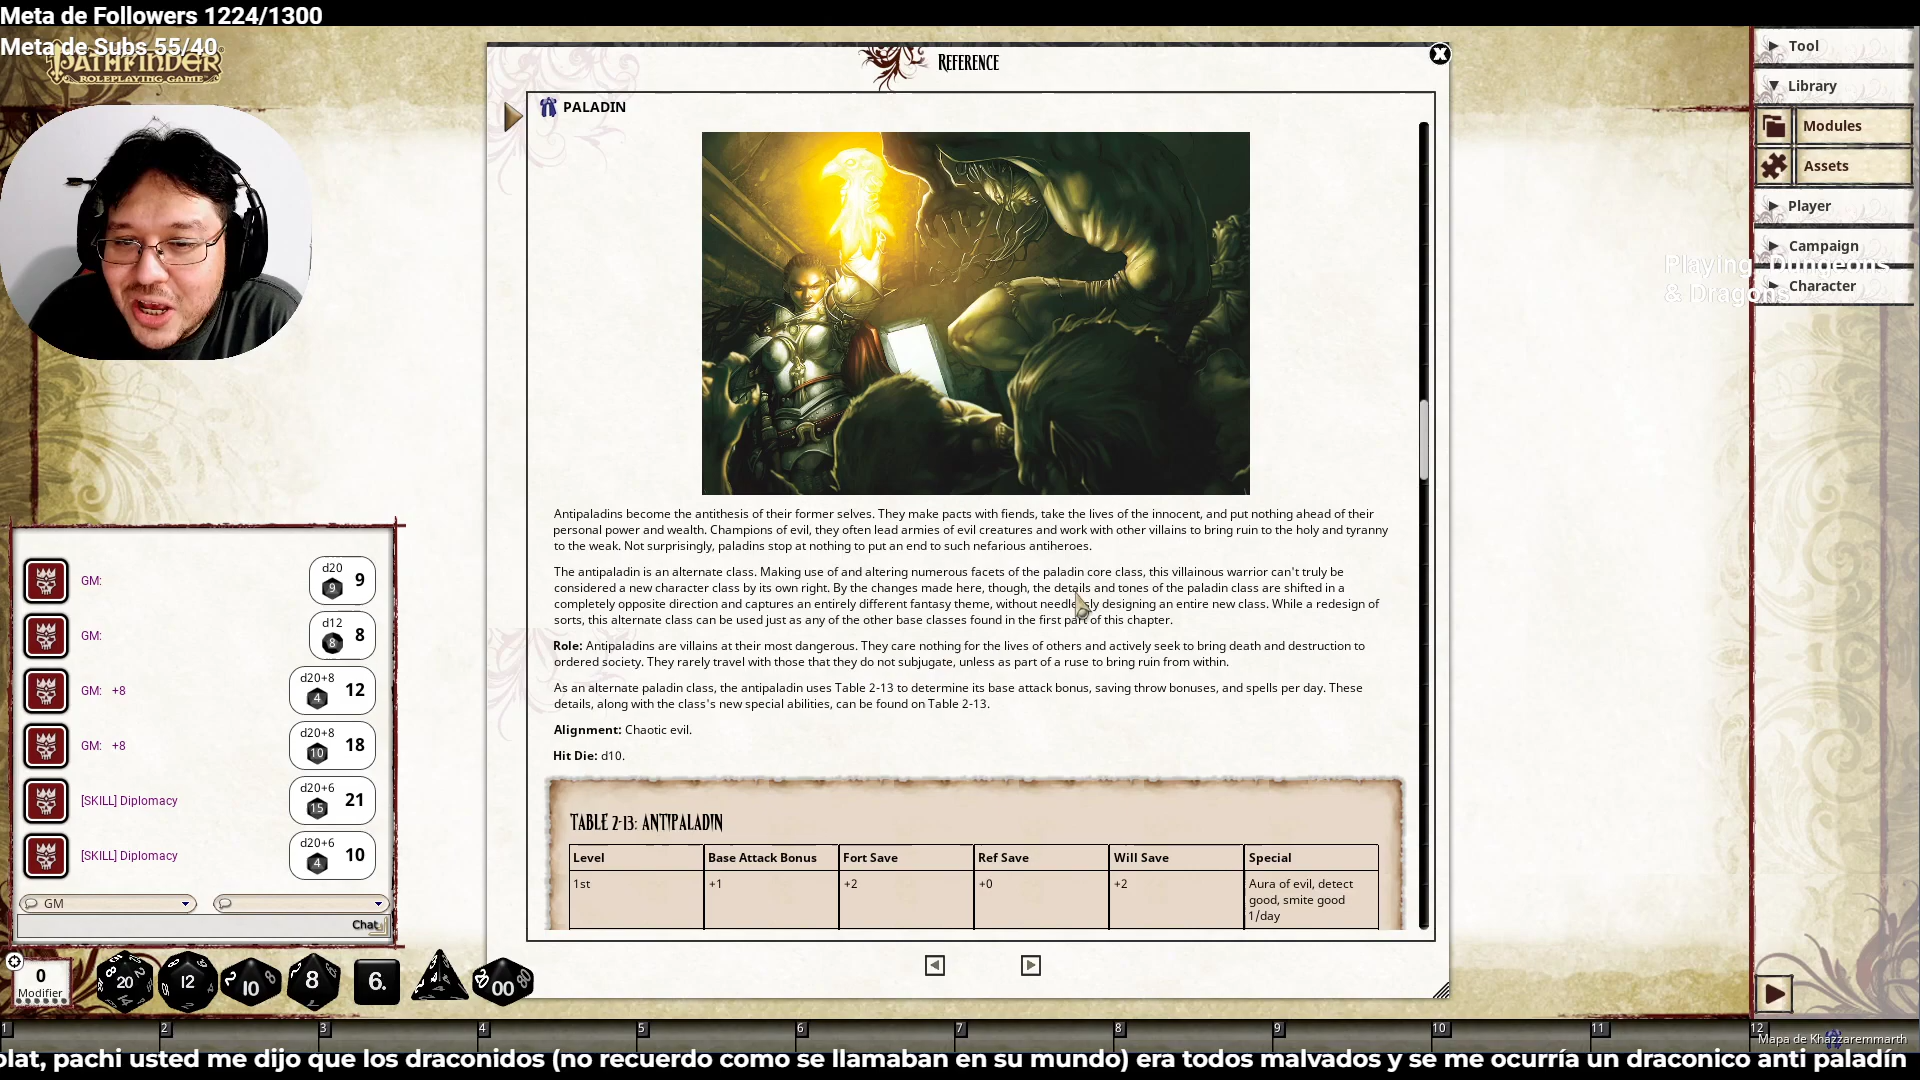 Meta de Followers 1224/1300
Meta de Subs 55/40
PATHFINDER
ROLEPLAYING GAME
REFERENCE
PALADIN
Antipaladins become the antithesis of their former selves. They make pacts with fiends, take the lives of the innocent, and put nothing ahead of their
personal power and wealth. Champions of evil, they often lead armies of evil creatures and work with other villains to bring ruin to the holy and tyranny
to the weak. Not surprisingly, paladins stop at nothing to put an end to such nefarious antiheroes.
The antipaladin is an alternate class. Making use of and altering numerous facets of the paladin core class, this villainous warrior can't truly be
considered a new character class by its own right. By the changes made here, though, the details and tones of the paladin class are shifted in a
completely opposite direction and captures an entirely different fantasy theme, without needlessly designing an entire new class. While a redesign of
sorts, this alternate class can be used just as any of the other base classes found in the first part of this chapter.
Role: Antipaladins are villains at their most dangerous. They care nothing for the lives of others and actively seek to bring death and destruction to
ordered society. They rarely travel with those that they do not subjugate, unless as part of a ruse to bring ruin from within.
As an alternate paladin class, the antipaladin uses Table 2-13 to determine its base attack bonus, saving throw bonuses, and spells per day. These
details, along with the class's new special abilities, can be found on Table 2-13.
Alignment: Chaotic evil.
Hit Die: d10.
TABLE 2-13: ANTIPALADIN
Level Base Attack Bonus Fort Save Ref Save Will Save Special
1st +1 +2 +0 +2 Aura of evil, detect
good, smite good
1/day
Tool
Library
Modules
Assets
Player
Campaign
Character
Playing Dungeons
& Dragons
GM: d20 9 9
GM: d12 8 8
GM: +8 d20+8 4 12
GM: +8 d20+8 10 18
[SKILL] Diplomacy d20+6 15 21
[SKILL] Diplomacy d20+6 4 10
GM
Chat
0
Modifier
20 12 10 8 6. 4 00
1 2 3 4 5 6 7 8 9 10 11 12
Mapa de Khazzaremmarth
olat, pachi usted me dijo que los draconidos (no recuerdo como se llamaban en su mundo) era todos malvados y se me ocurría un draconico anti paladín